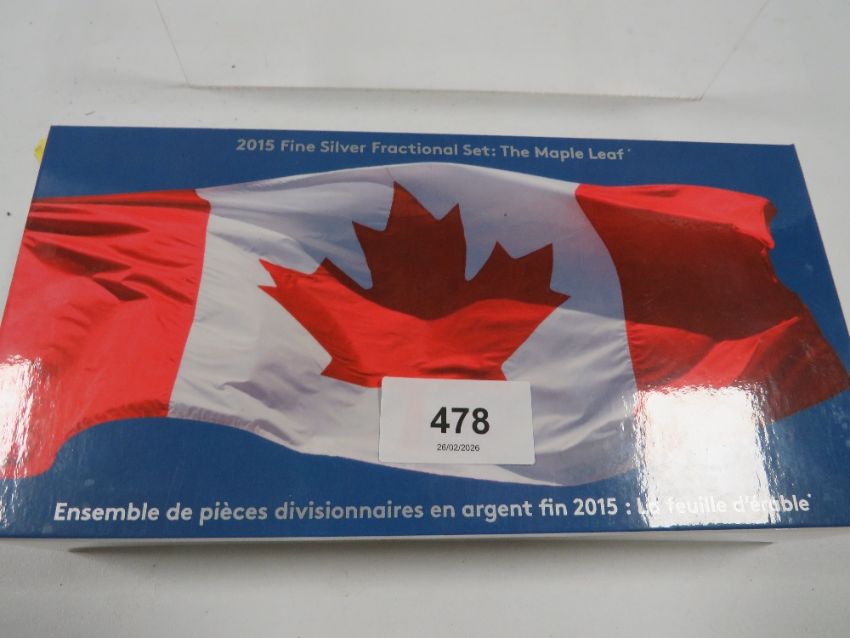 2015 Fine Silver Fractional Set: The Maple Leaf*
478
26/02/2026
Ensemble de pièces divisionnaires en argent fin 2015 : La feuille d'érable*